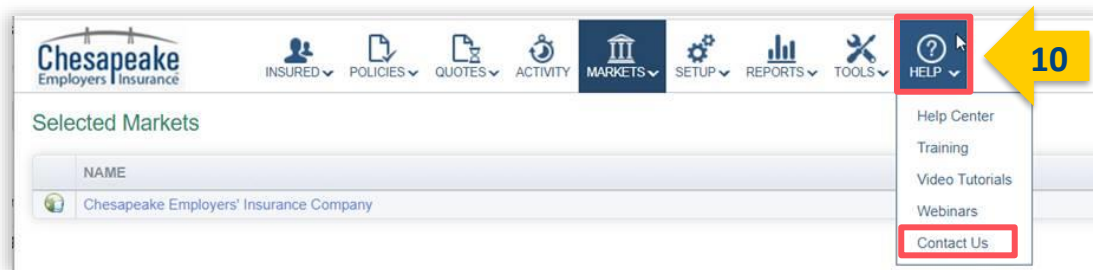 Chesapeake
Employers Insurance
INSURED POLICIES QUOTES ACTIVITY MARKETS SETUP REPORTS TOOLS HELP
10
Selected Markets
NAME
Chesapeake Employers' Insurance Company
Help Center
Training
Video Tutorials
Webinars
Contact Us